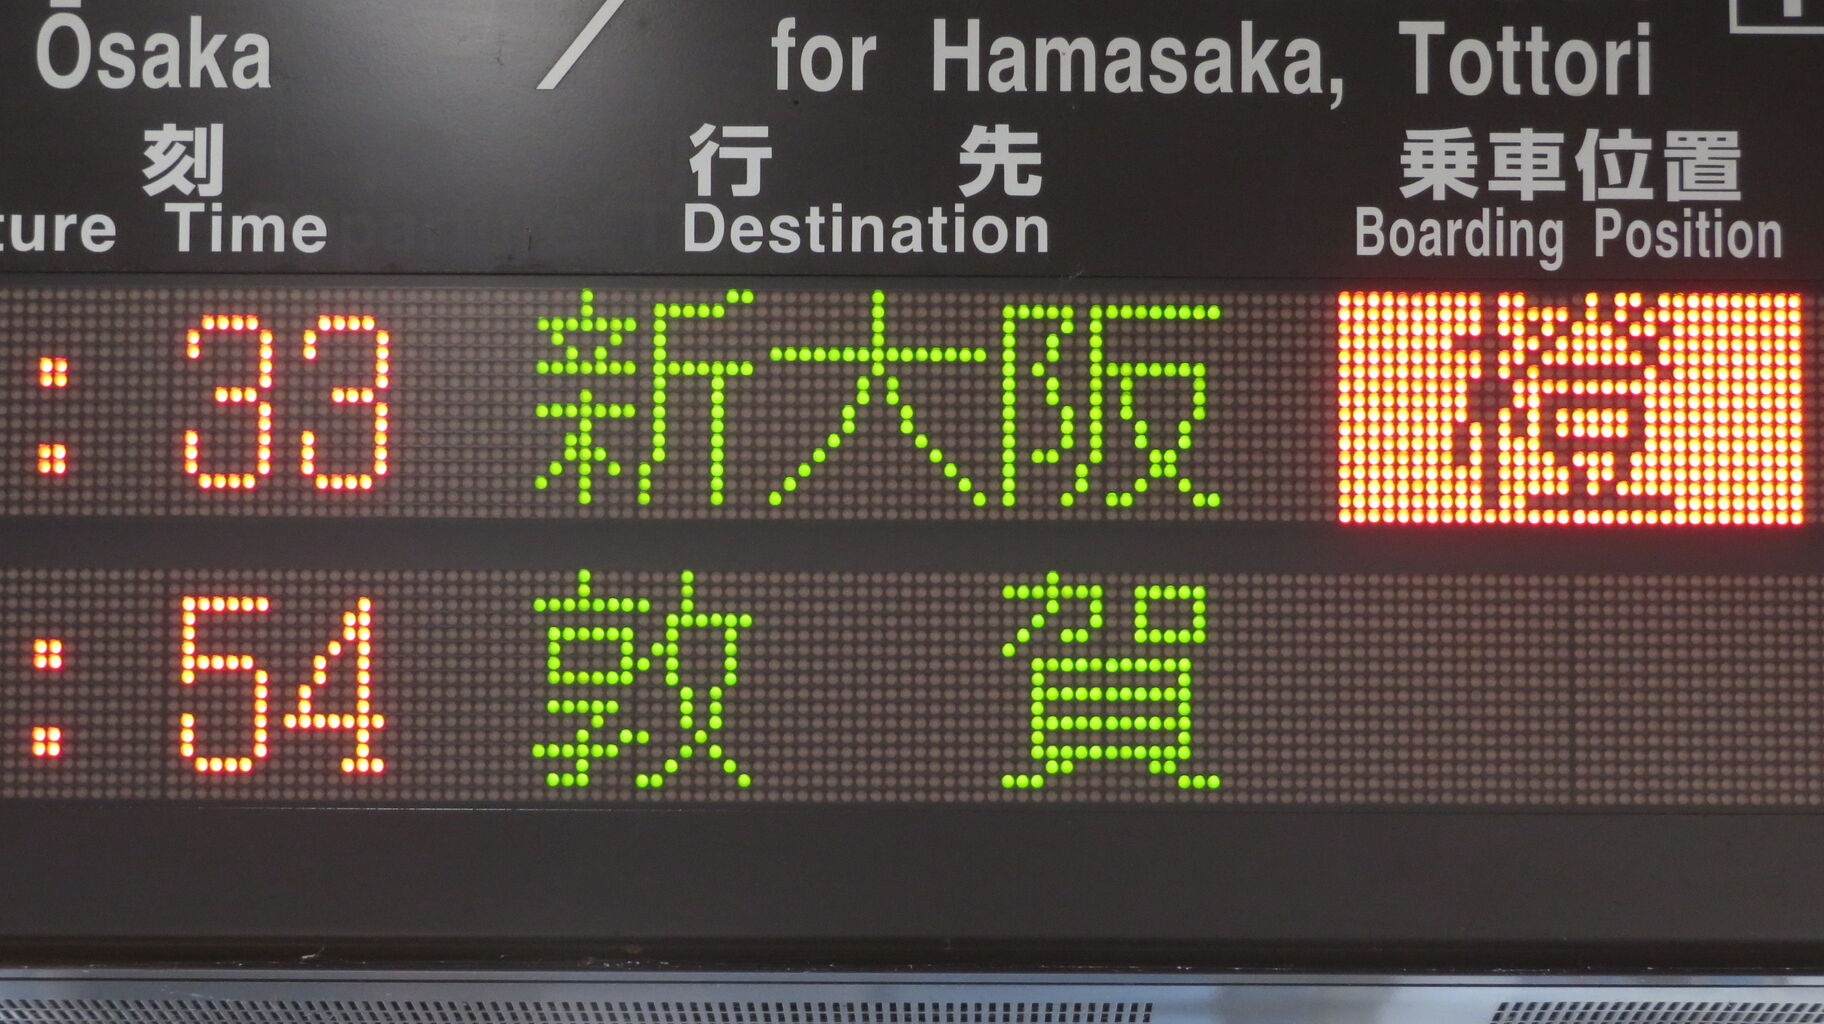 Ōsaka / for Hamasaka, Tottori
刻 行先 乗車位置
ture Time Destination Boarding Position
:33 新大阪
:54 敦賀